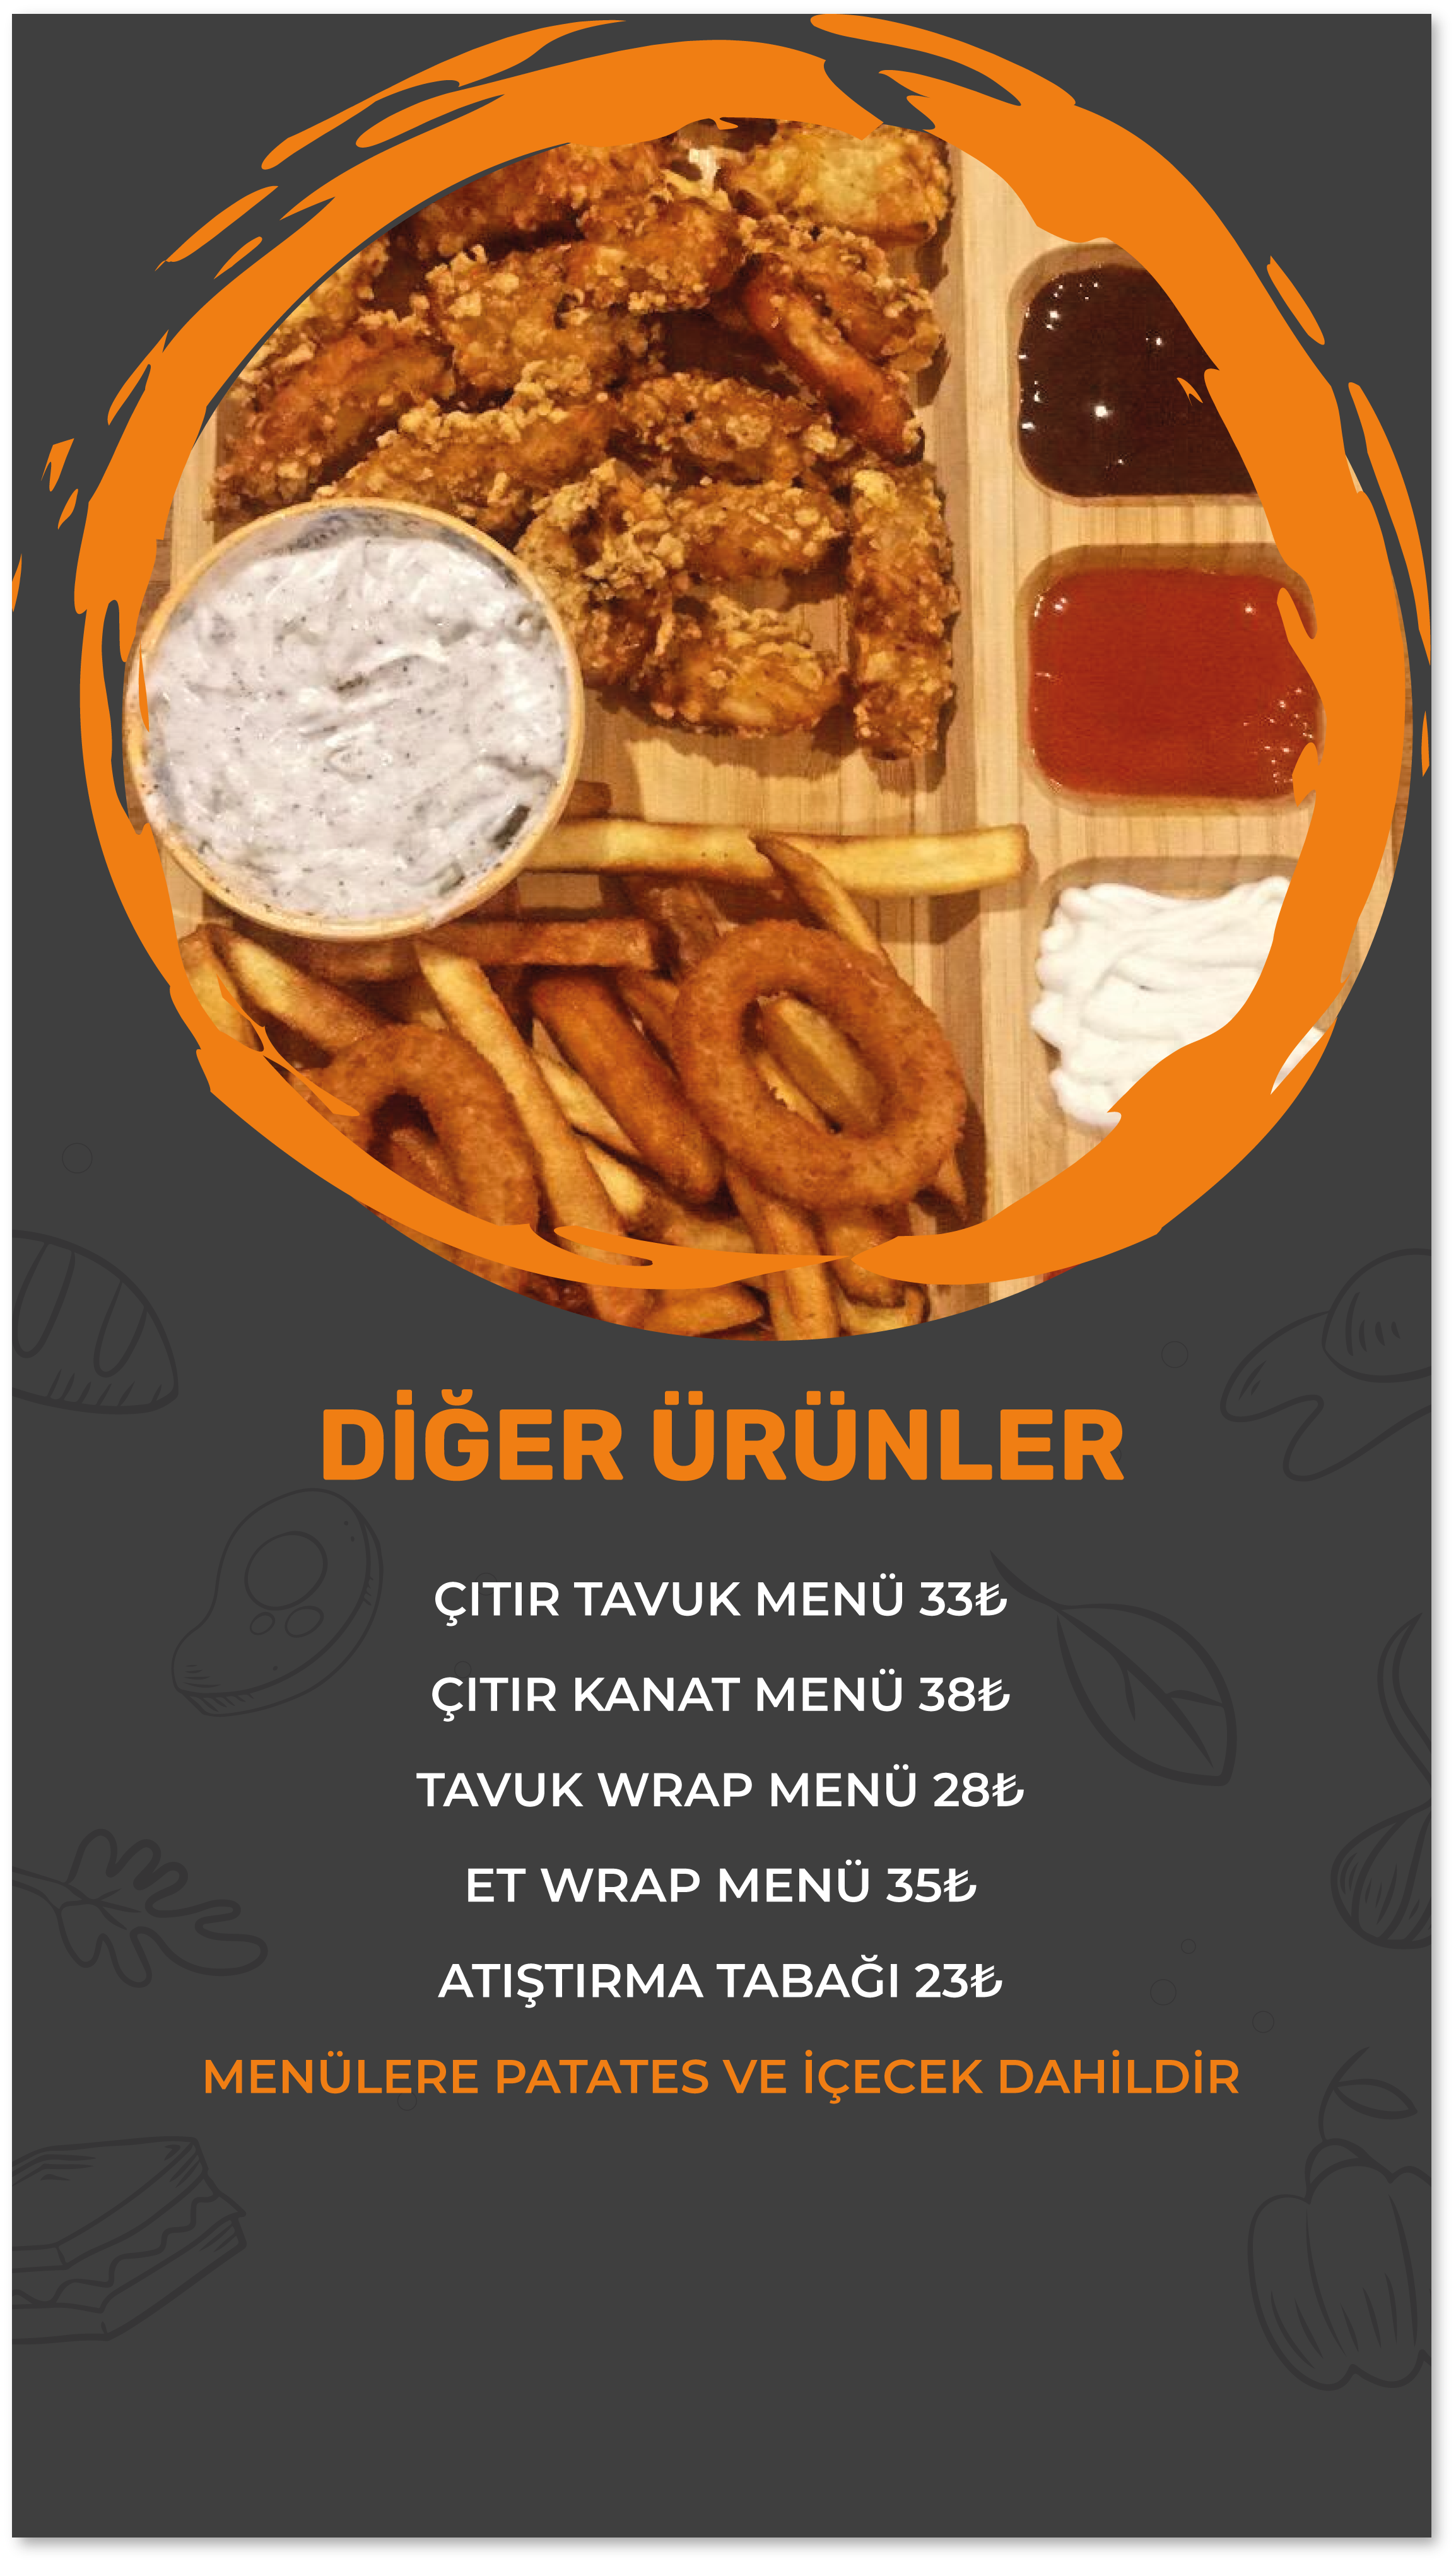 DİĞER ÜRÜNLER
ÇITIR TAVUK MENÜ 33₺
ÇITIR KANAT MENÜ 38₺
TAVUK WRAP MENÜ 28₺
ET WRAP MENÜ 35₺
ATIŞTIRMA TABAĞI 23₺
MENÜLERE PATATES VE İÇECEK DAHİLDİR